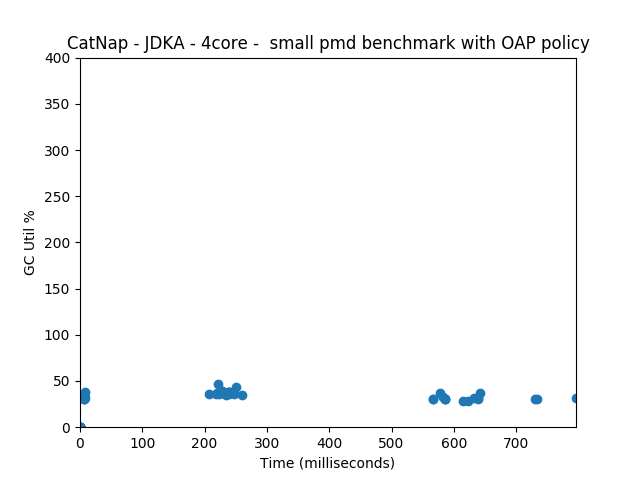 CatNap - JDKA - 4core -  small pmd benchmark with OAP policy
400
350
300
250
200
150
100
50
0
GC Util %
0 100 200 300 400 500 600 700
Time (milliseconds)